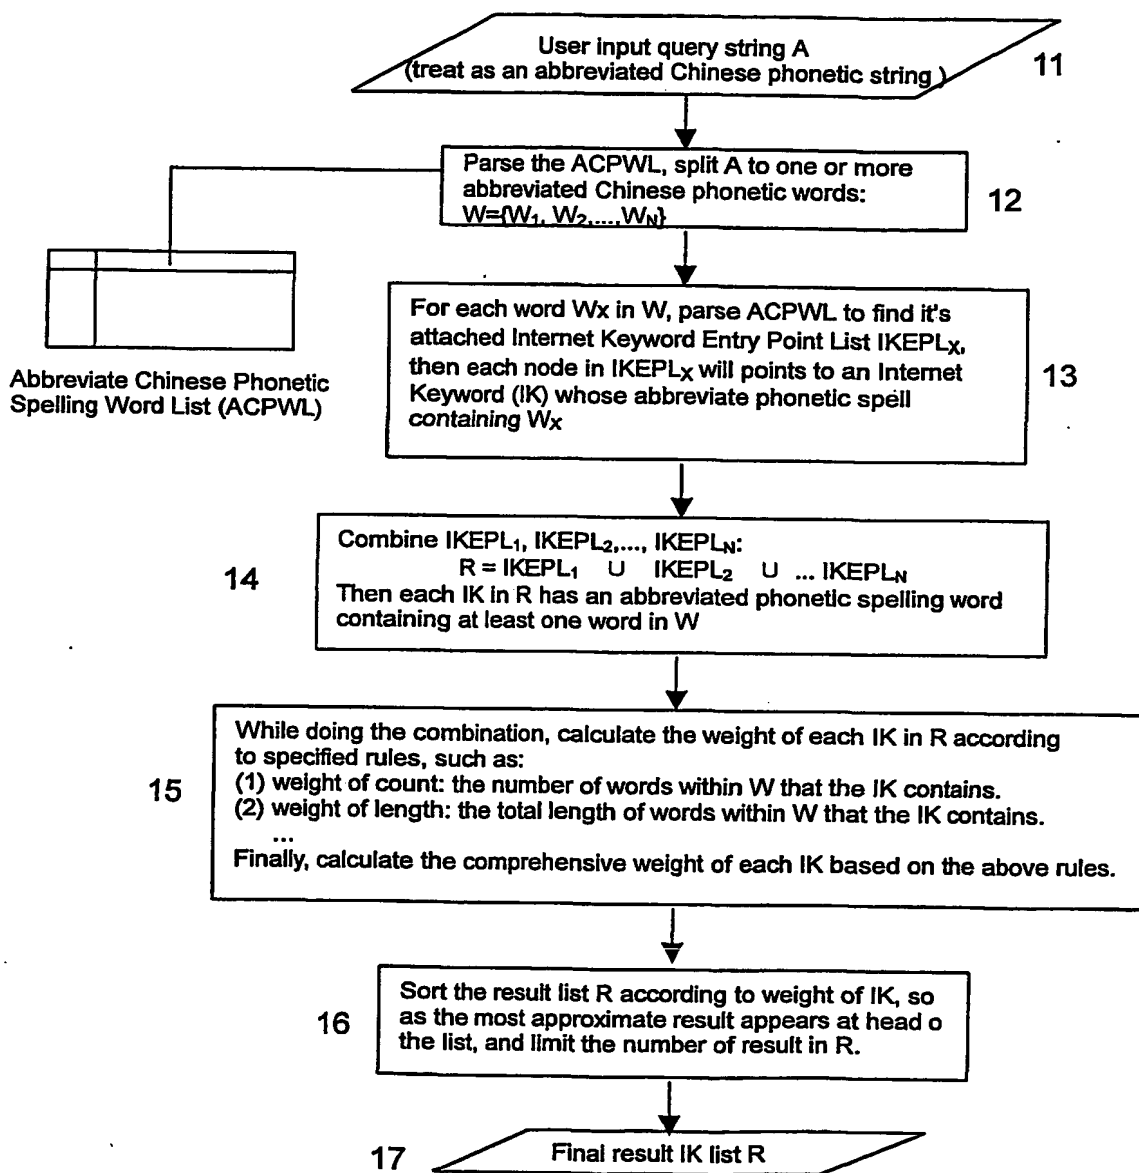 User input query string A
(treat as an abbreviated Chinese phonetic string )
11
Parse the ACPWL, split A to one or more
abbreviated Chinese phonetic words:
W={W₁, W₂,...,W_N}
12
Abbreviate Chinese Phonetic
Spelling Word List (ACPWL)
For each word Wx in W, parse ACPWL to find it's
attached Internet Keyword Entry Point List IKEPL_X,
then each node in IKEPL_X will points to an Internet
Keyword (IK) whose abbreviate phonetic spell
containing W_X
13
Combine IKEPL₁, IKEPL₂,..., IKEPL_N:
R = IKEPL₁ U IKEPL₂ U ... IKEPL_N
Then each IK in R has an abbreviated phonetic spelling word
containing at least one word in W
14
While doing the combination, calculate the weight of each IK in R according
to specified rules, such as:
(1) weight of count: the number of words within W that the IK contains.
(2) weight of length: the total length of words within W that the IK contains.
...
Finally, calculate the comprehensive weight of each IK based on the above rules.
15
Sort the result list R according to weight of IK, so
as the most approximate result appears at head o
the list, and limit the number of result in R.
16
Final result IK list R
17